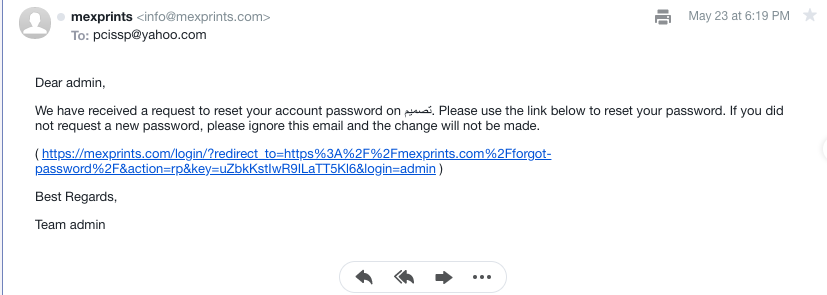 mexprints <info@mexprints.com>
May 23 at 6:19 PM
To: pcissp@yahoo.com
Dear admin,
We have received a request to reset your account password on تصميم. Please use the link below to reset your password. If you did
not request a new password, please ignore this email and the change will not be made.
( https://mexprints.com/login/?redirect_to=https%3A%2F%2Fmexprints.com%2Fforgot-
password%2F&action=rp&key=uZbkKstIwR9ILaTT5Kl6&login=admin )
Best Regards,
Team admin